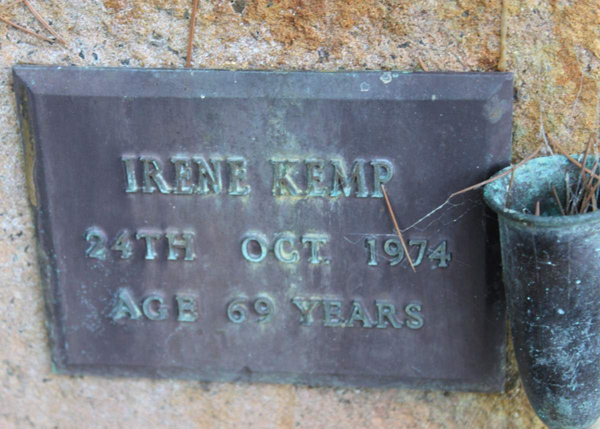 IRENE KEMP
24TH OCT. 1974
AGE 69 YEARS